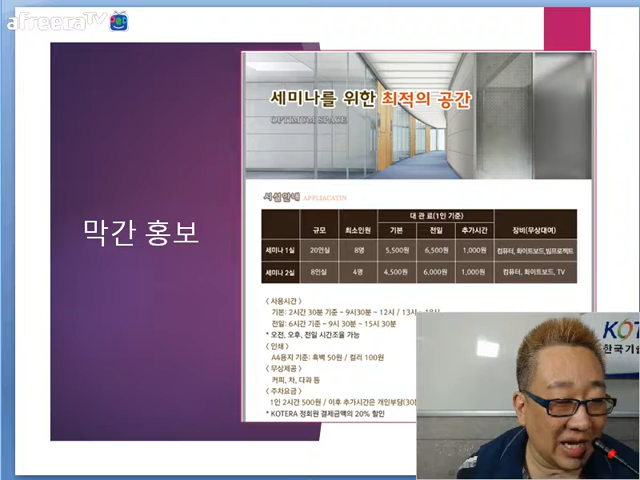 afreecaTV
막간 홍보
세미나를 위한 최적의 공간
OPTIMUM SPACE
시설안내 APPLIACATIN
대 관 료(1인 기준)
규모 최소인원 기본 전일 추가시간 장비(무상대여)
세미나 1실 20인실 8명 5,500원 6,500원 1,000원 컴퓨터, 화이트보드,빔프로젝트
세미나 2실 8인실 4명 4,500원 6,000원 1,000원 컴퓨터, 화이트보드, TV
< 사용시간 >
기본: 2시간 30분 기준 – 9시30분 ~ 12시 / 13시
전일: 6시간 기준 – 9시 30분 ~ 15시 30분
* 오전, 오후, 전일 시간조율 가능
< 인쇄 >
A4용지 기준: 흑백 50원 / 컬러 100원
< 무상제공 >
커피, 차, 다과 등
< 주차요금 >
1인 2시간 500원 / 이후 추가시간은 개인부담(30
* KOTERA 정회원 결제금액의 20% 할인
KOTE
한국기술